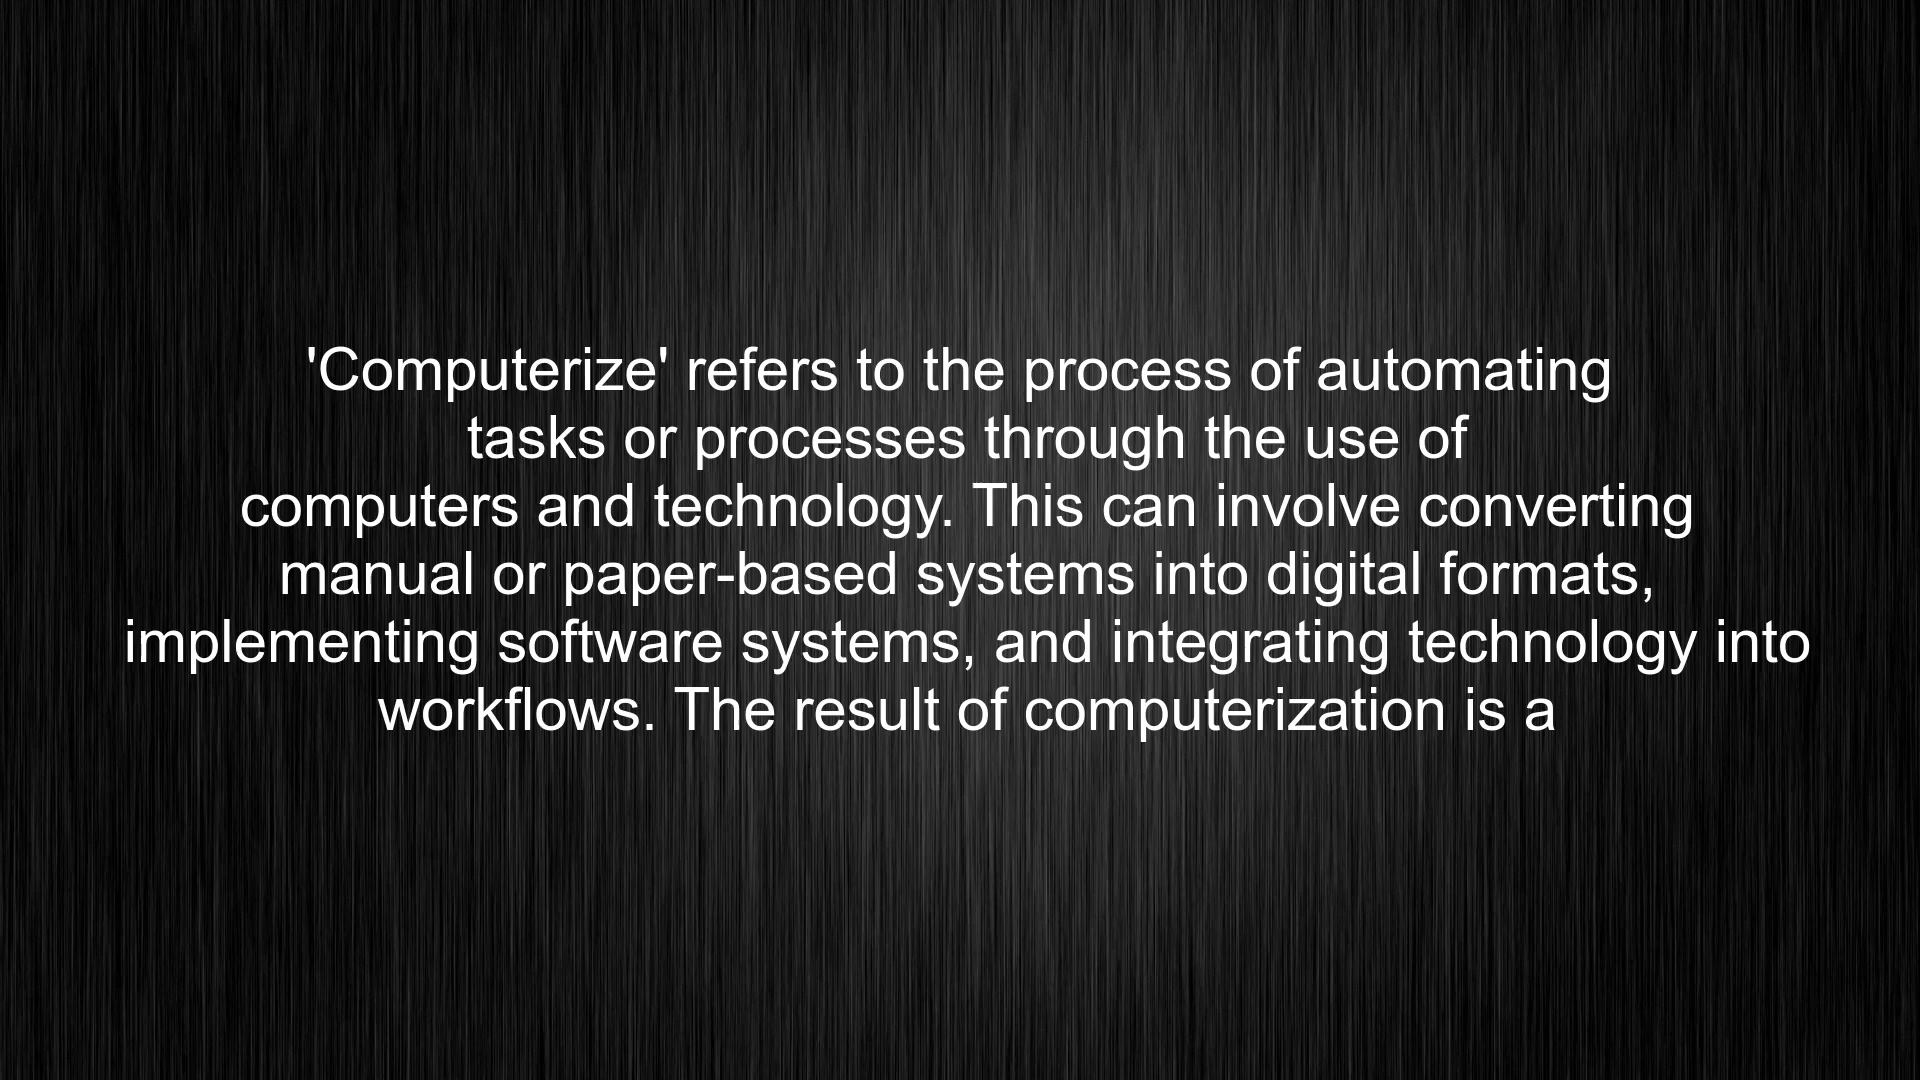 'Computerize' refers to the process of automating
tasks or processes through the use of
computers and technology. This can involve converting
manual or paper-based systems into digital formats,
implementing software systems, and integrating technology into
workflows. The result of computerization is a